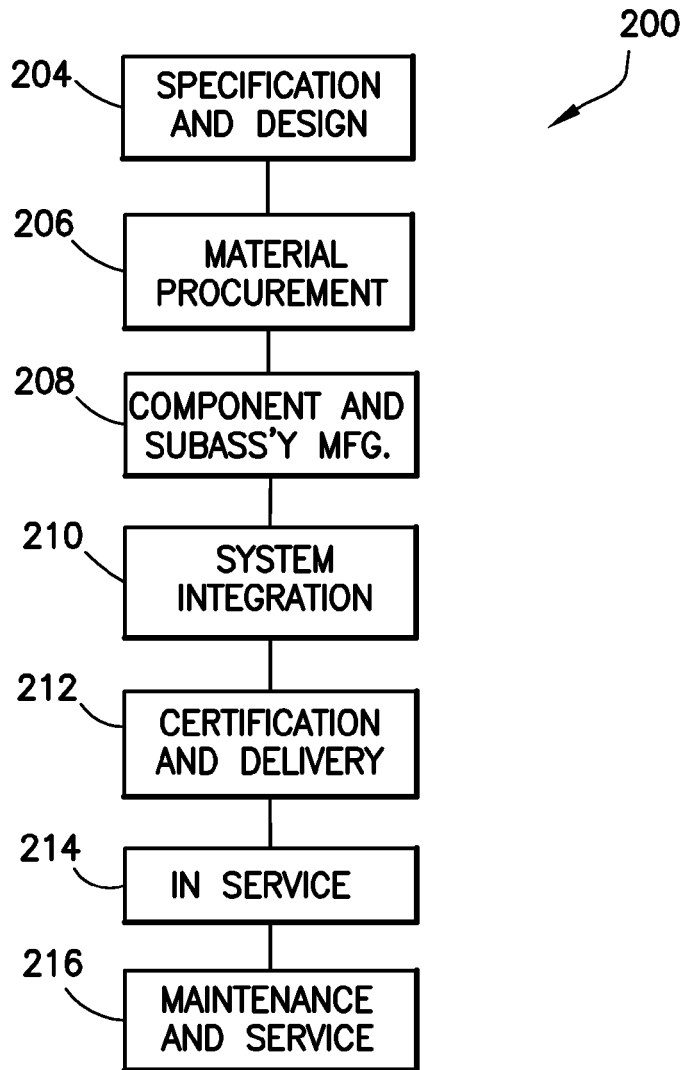 200
204
SPECIFICATION
AND DESIGN
206
MATERIAL
PROCUREMENT
208
COMPONENT AND
SUBASS'Y MFG.
210
SYSTEM
INTEGRATION
212
CERTIFICATION
AND DELIVERY
214
IN SERVICE
216
MAINTENANCE
AND SERVICE